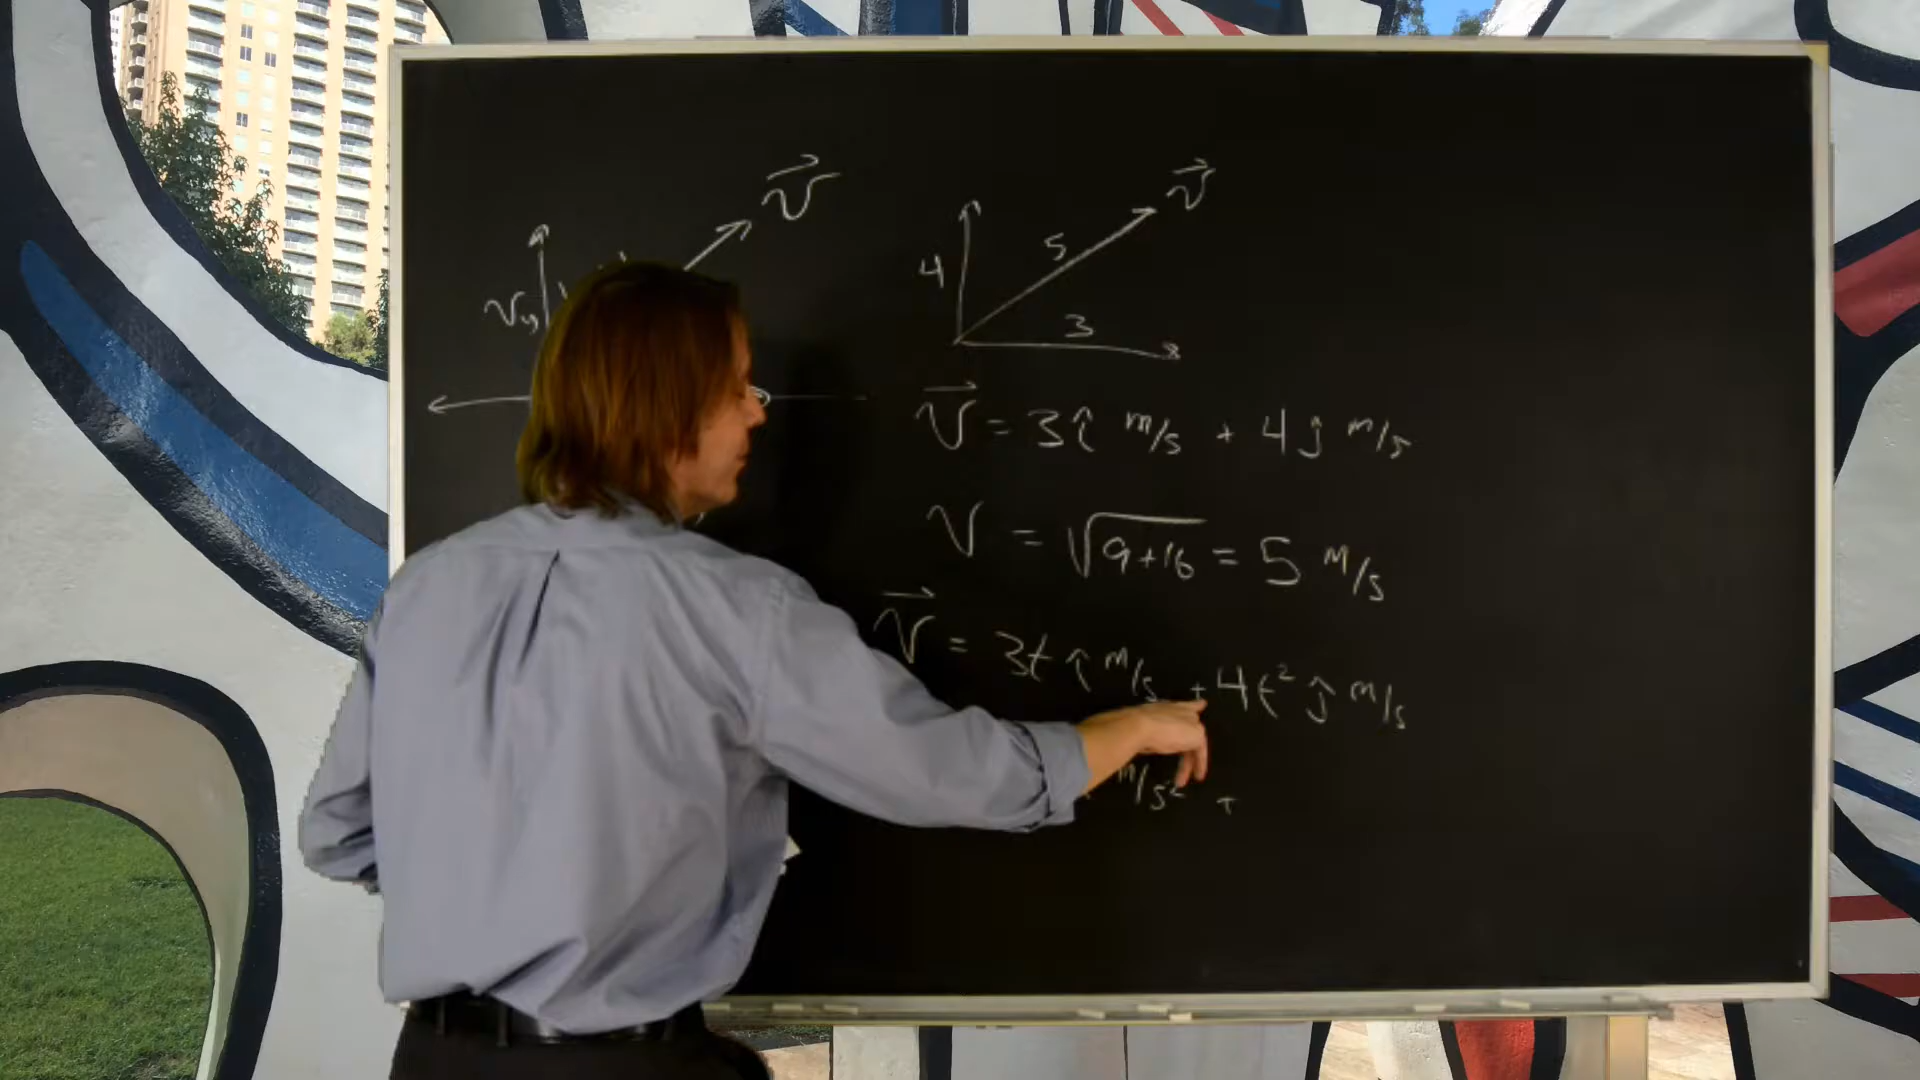 v⃗
v_y
v⃗
4
5
3
v⃗ = 3î m/s + 4ĵ m/s
v = √(9+16) = 5 m/s
v⃗ = 3t î m/s + 4t² ĵ m/s
m/s² +